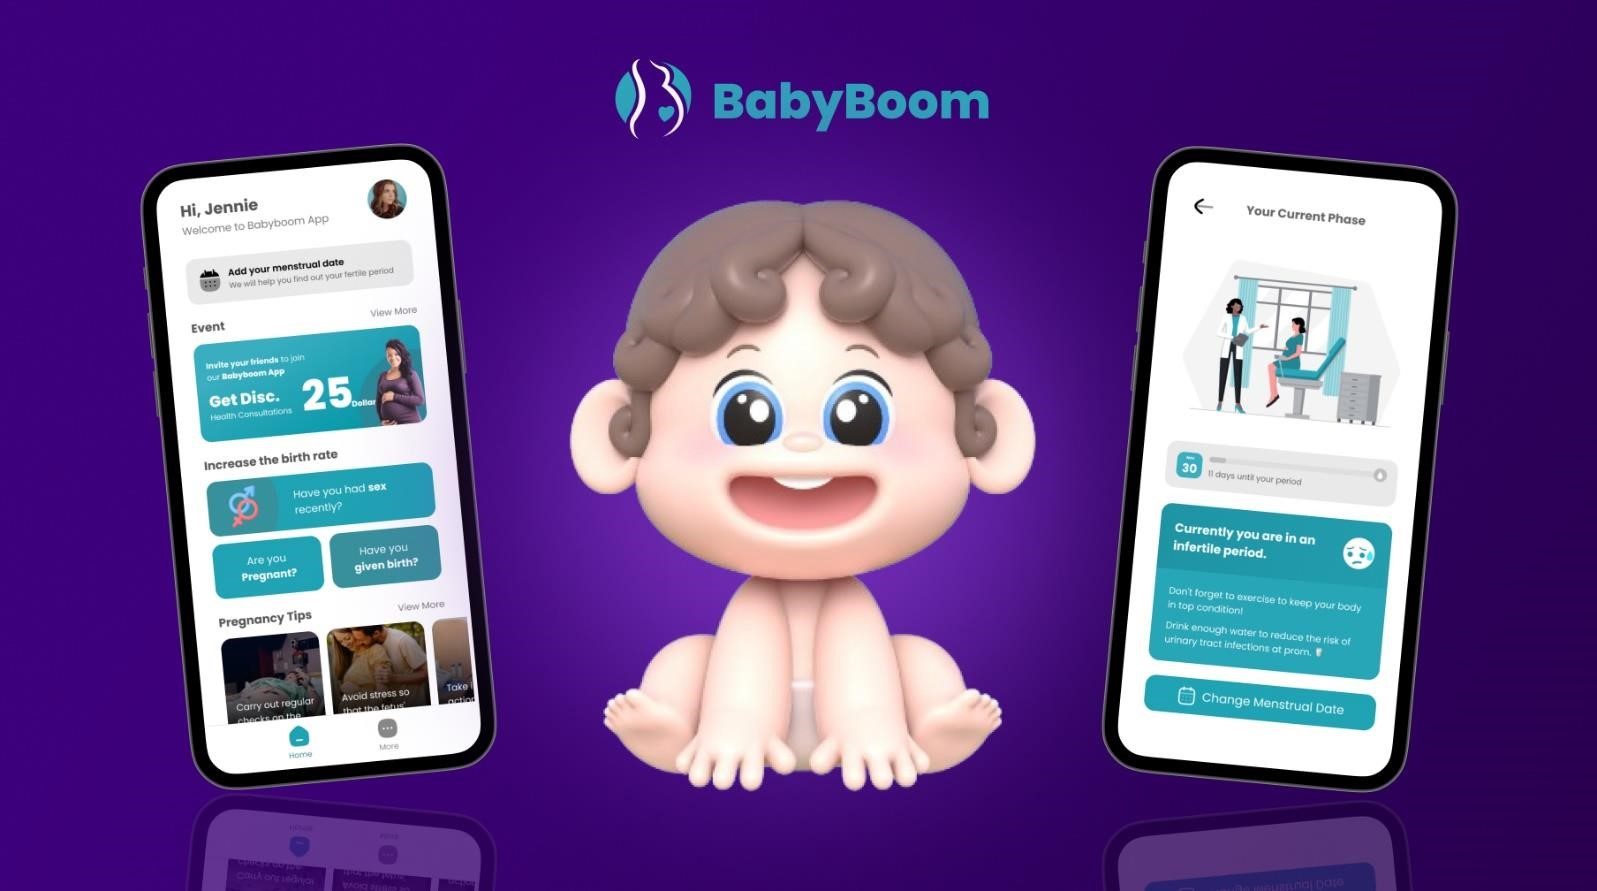 BabyBoom
Hi, Jennie
Welcome to Babyboom App
Add your menstrual date
We will help you find out your fertile period
Event
View More
Invite your friends to join
our Babyboom App
Get Disc.
Health Consultations
25
Dollar
Increase the birth rate
Have you had sex
recently?
Are you
Pregnant?
Have you
given birth?
Pregnancy Tips
View More
Carry out regular
checks on the
Avoid stress so
that the fetus'
Take
action
Home
More
Your Current Phase
30
11 days until your period
Currently you are in an
infertile period.
Don't forget to exercise to keep your body
in top condition!
Drink enough water to reduce the risk of
urinary tract infections at prom.
Change Menstrual Date